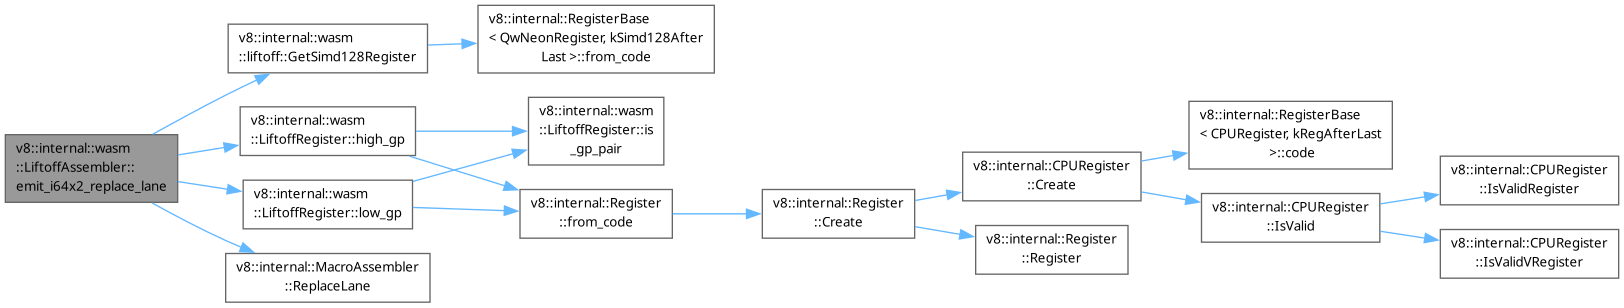 v8::internal::wasm
::LiftoffAssembler::
emit_i64x2_replace_lane
v8::internal::wasm
::liftoff::GetSimd128Register
v8::internal::RegisterBase
< QwNeonRegister, kSimd128After
Last >::from_code
v8::internal::wasm
::LiftoffRegister::high_gp
v8::internal::wasm
::LiftoffRegister::is
_gp_pair
v8::internal::wasm
::LiftoffRegister::low_gp
v8::internal::Register
::from_code
v8::internal::MacroAssembler
::ReplaceLane
v8::internal::Register
::Create
v8::internal::CPURegister
::Create
v8::internal::Register
::Register
v8::internal::RegisterBase
< CPURegister, kRegAfterLast
>::code
v8::internal::CPURegister
::IsValid
v8::internal::CPURegister
::IsValidRegister
v8::internal::CPURegister
::IsValidVRegister